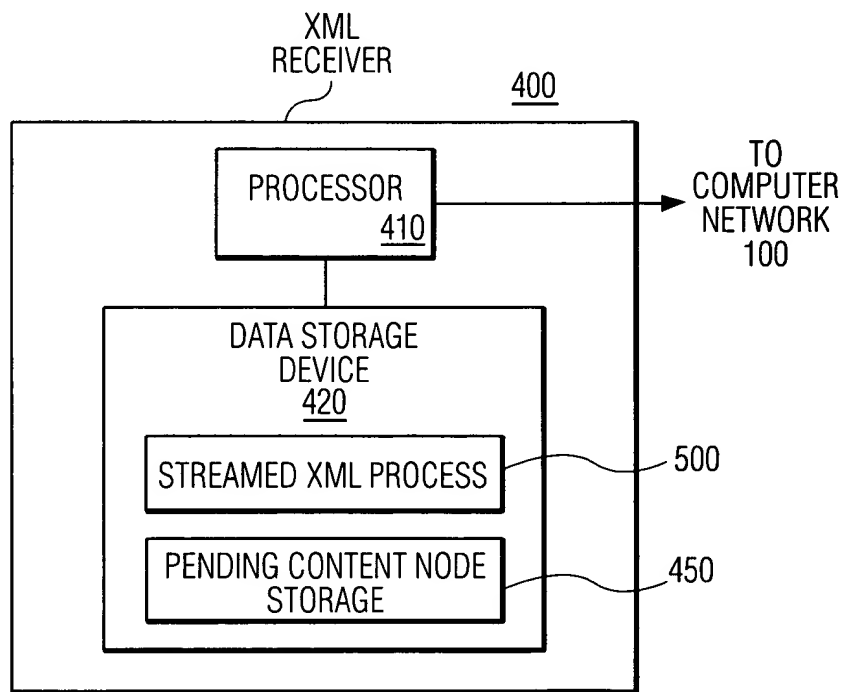 XML
RECEIVER
400
PROCESSOR
410
TO
COMPUTER
NETWORK
100
DATA STORAGE
DEVICE
420
STREAMED XML PROCESS
500
PENDING CONTENT NODE
STORAGE
450